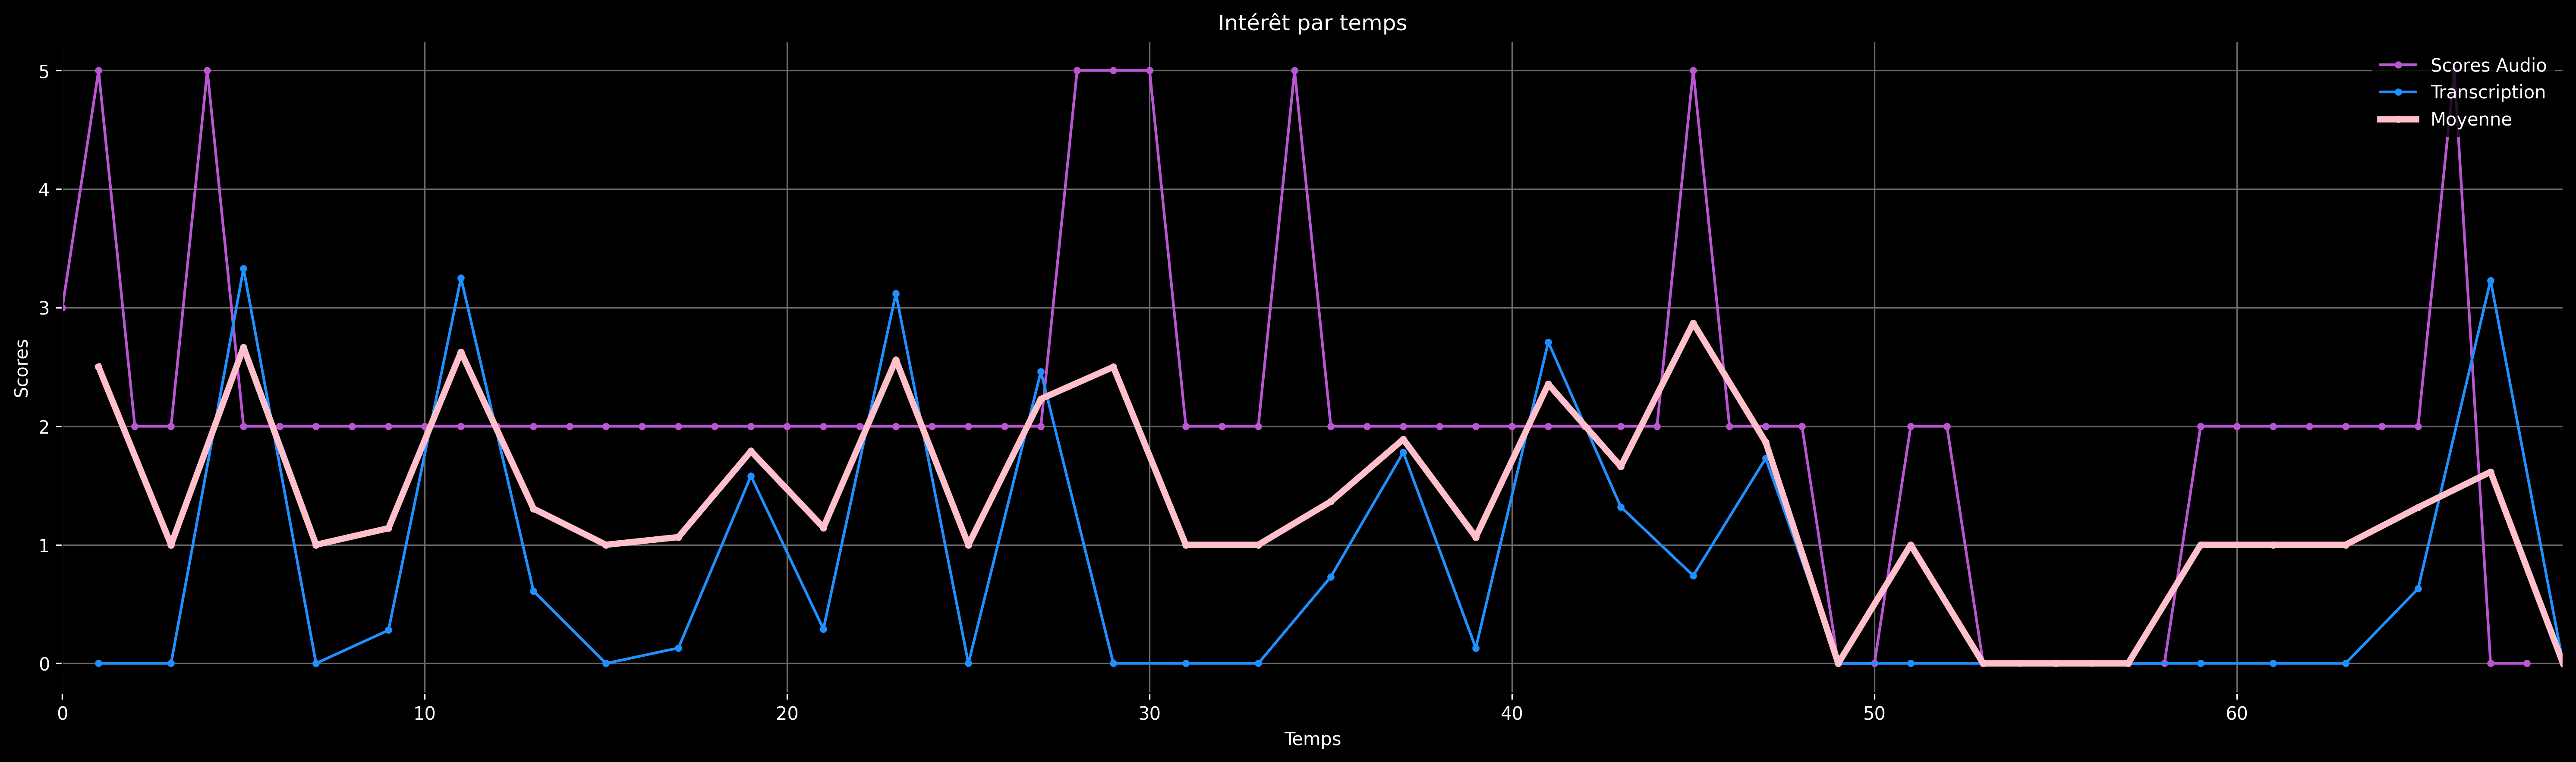 Intérêt par temps
Scores Audio
Transcription
Moyenne
5
4
3
2
1
0
Scores
0 10 20 30 40 50 60
Temps